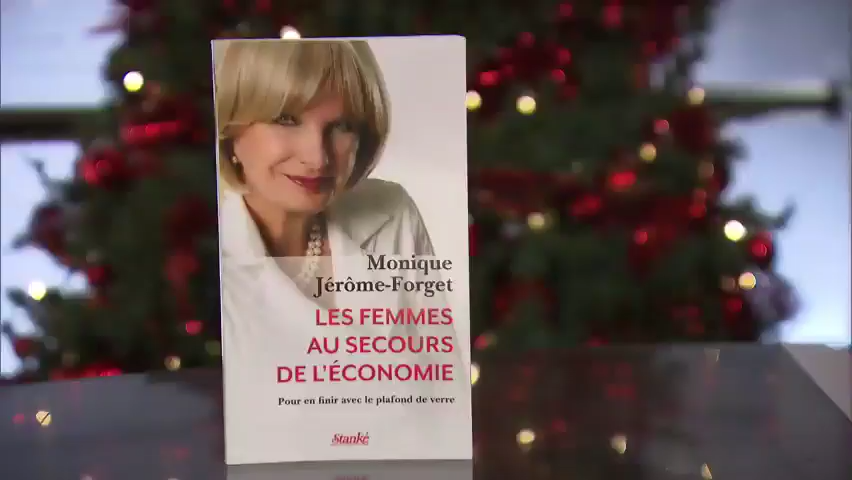 Monique
Jérôme-Forget
LES FEMMES
AU SECOURS
DE L'ÉCONOMIE
Pour en finir avec le plafond de verre
Stanké